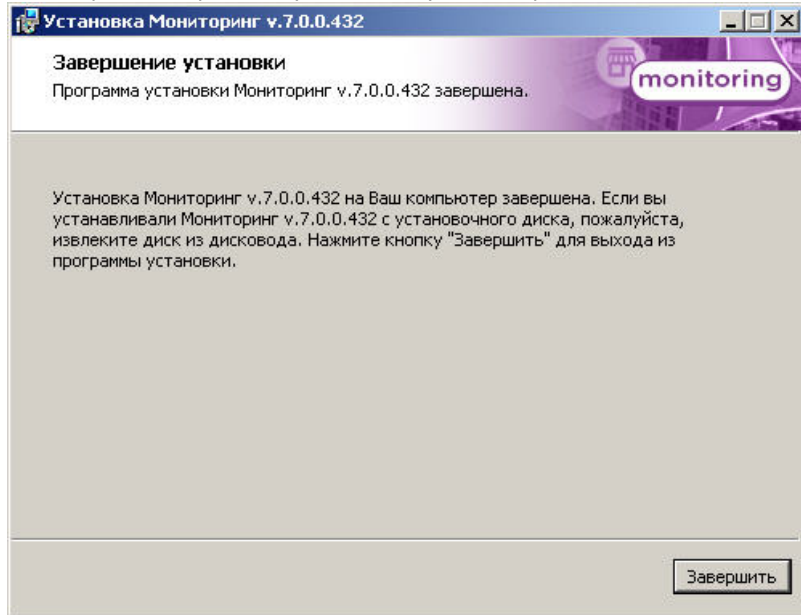 Установка Мониторинг v.7.0.0.432
Завершение установки
Программа установки Мониторинг v.7.0.0.432 завершена.
monitoring
Установка Мониторинг v.7.0.0.432 на Ваш компьютер завершена. Если вы
устанавливали Мониторинг v.7.0.0.432 с установочного диска, пожалуйста,
извлеките диск из дисковода. Нажмите кнопку "Завершить" для выхода из
программы установки.
Завершить